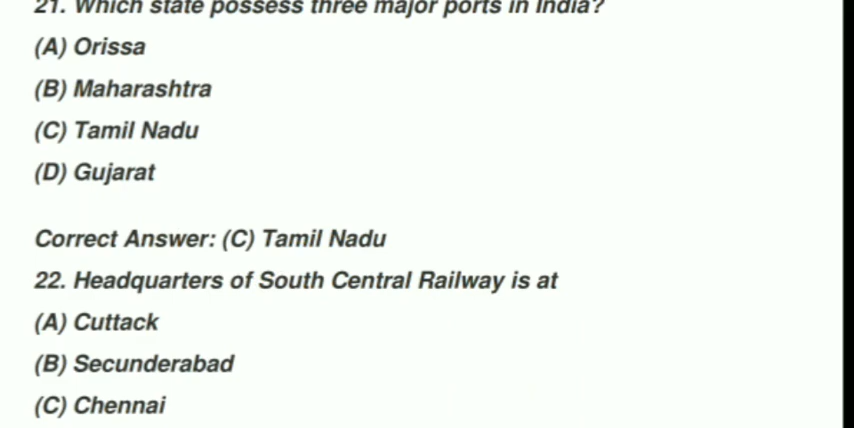 21. Which state possess three major ports in India?
(A) Orissa
(B) Maharashtra
(C) Tamil Nadu
(D) Gujarat
Correct Answer: (C) Tamil Nadu
22. Headquarters of South Central Railway is at
(A) Cuttack
(B) Secunderabad
(C) Chennai